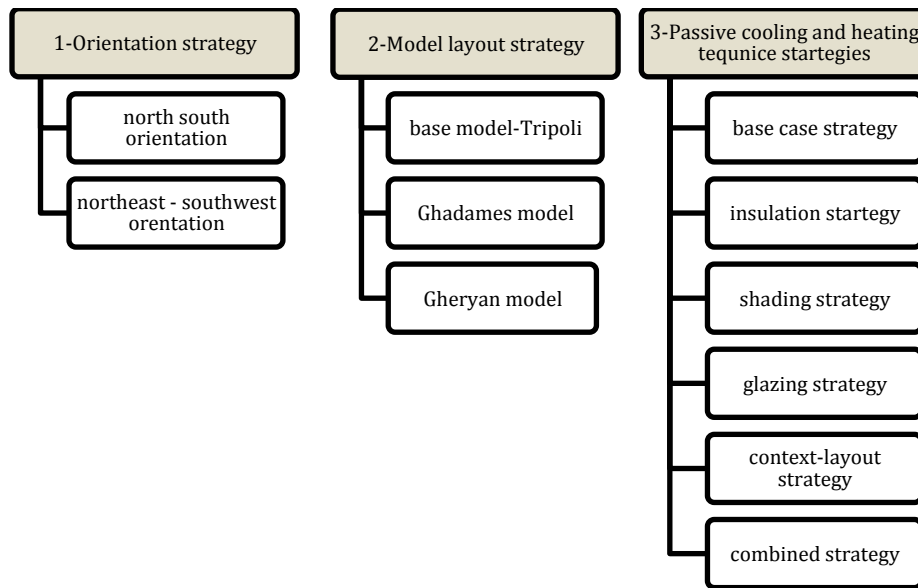 1-Orientation strategy
north south
orientation
northeast - southwest
orentation
2-Model layout strategy
base model-Tripoli
Ghadames model
Gheryan model
3-Passive cooling and heating
tequnice startegies
base case strategy
insulation startegy
shading strategy
glazing strategy
context-layout
strategy
combined strategy